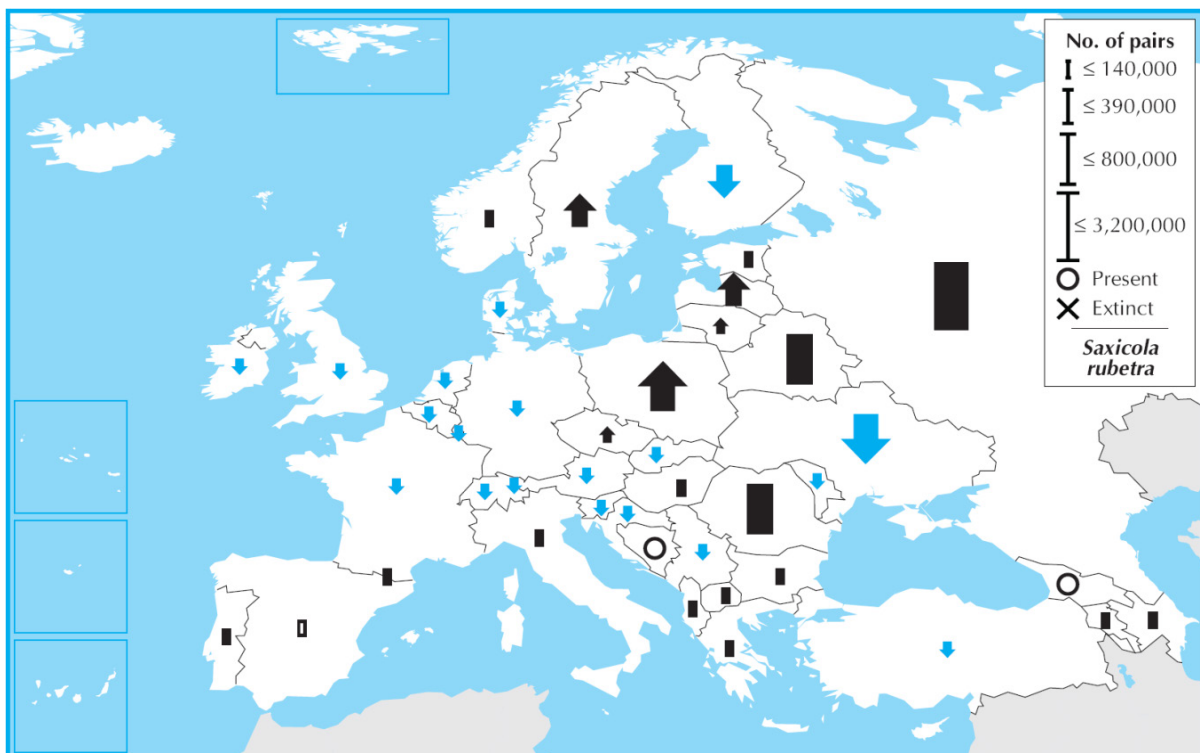 No. of pairs
≤ 140,000
≤ 390,000
≤ 800,000
≤ 3,200,000
Present
Extinct
Saxicola
rubetra